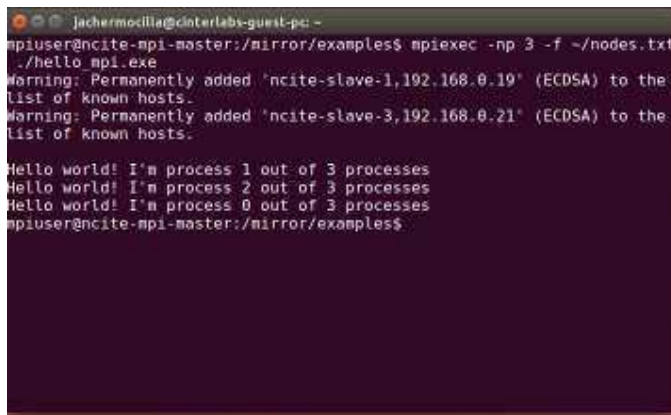 jachermocilla@cinterlabs-guest-pc: ~
mpiuser@ncite-mpi-master:/mirror/examples$ mpiexec -np 3 -f ~/nodes.txt
./hello_mpi.exe
Warning: Permanently added 'ncite-slave-1,192.168.0.19' (ECDSA) to the
list of known hosts.
Warning: Permanently added 'ncite-slave-3,192.168.0.21' (ECDSA) to the
list of known hosts.
Hello world! I'm process 1 out of 3 processes
Hello world! I'm process 2 out of 3 processes
Hello world! I'm process 0 out of 3 processes
mpiuser@ncite-mpi-master:/mirror/examples$